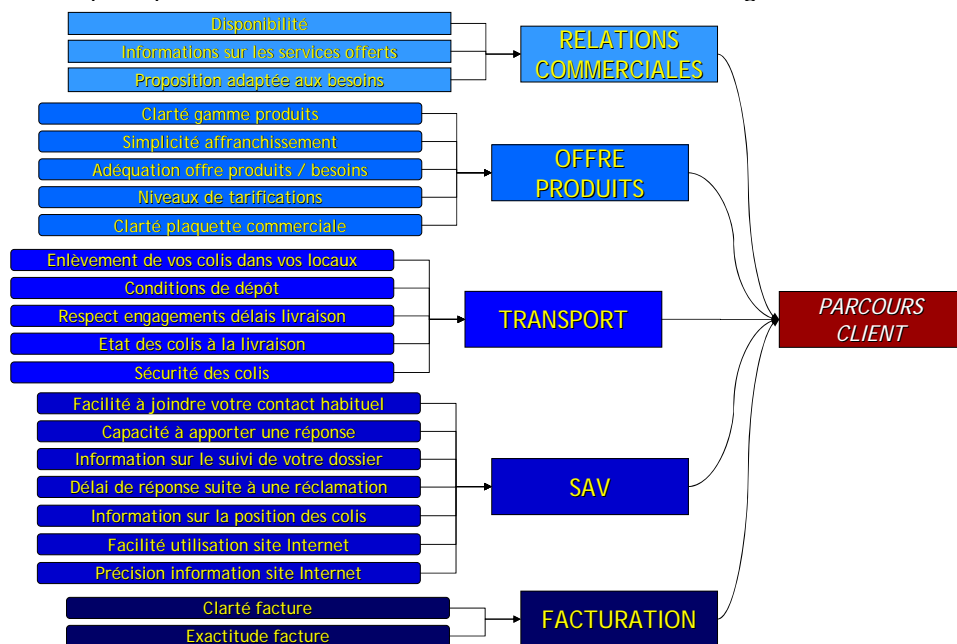 Disponibilité
Informations sur les services offerts
Proposition adaptée aux besoins
RELATIONS
COMMERCIALES
Clarté gamme produits
Simplicité affranchissement
Adéquation offre produits / besoins
Niveaux de tarifications
Clarté plaquette commerciale
OFFRE
PRODUITS
Enlèvement de vos colis dans vos locaux
Conditions de dépôt
Respect engagements délais livraison
Etat des colis à la livraison
Sécurité des colis
TRANSPORT
PARCOURS
CLIENT
Facilité à joindre votre contact habituel
Capacité à apporter une réponse
Information sur le suivi de votre dossier
Délai de réponse suite à une réclamation
Information sur la position des colis
Facilité utilisation site Internet
Précision information site Internet
SAV
Clarté facture
Exactitude facture
FACTURATION